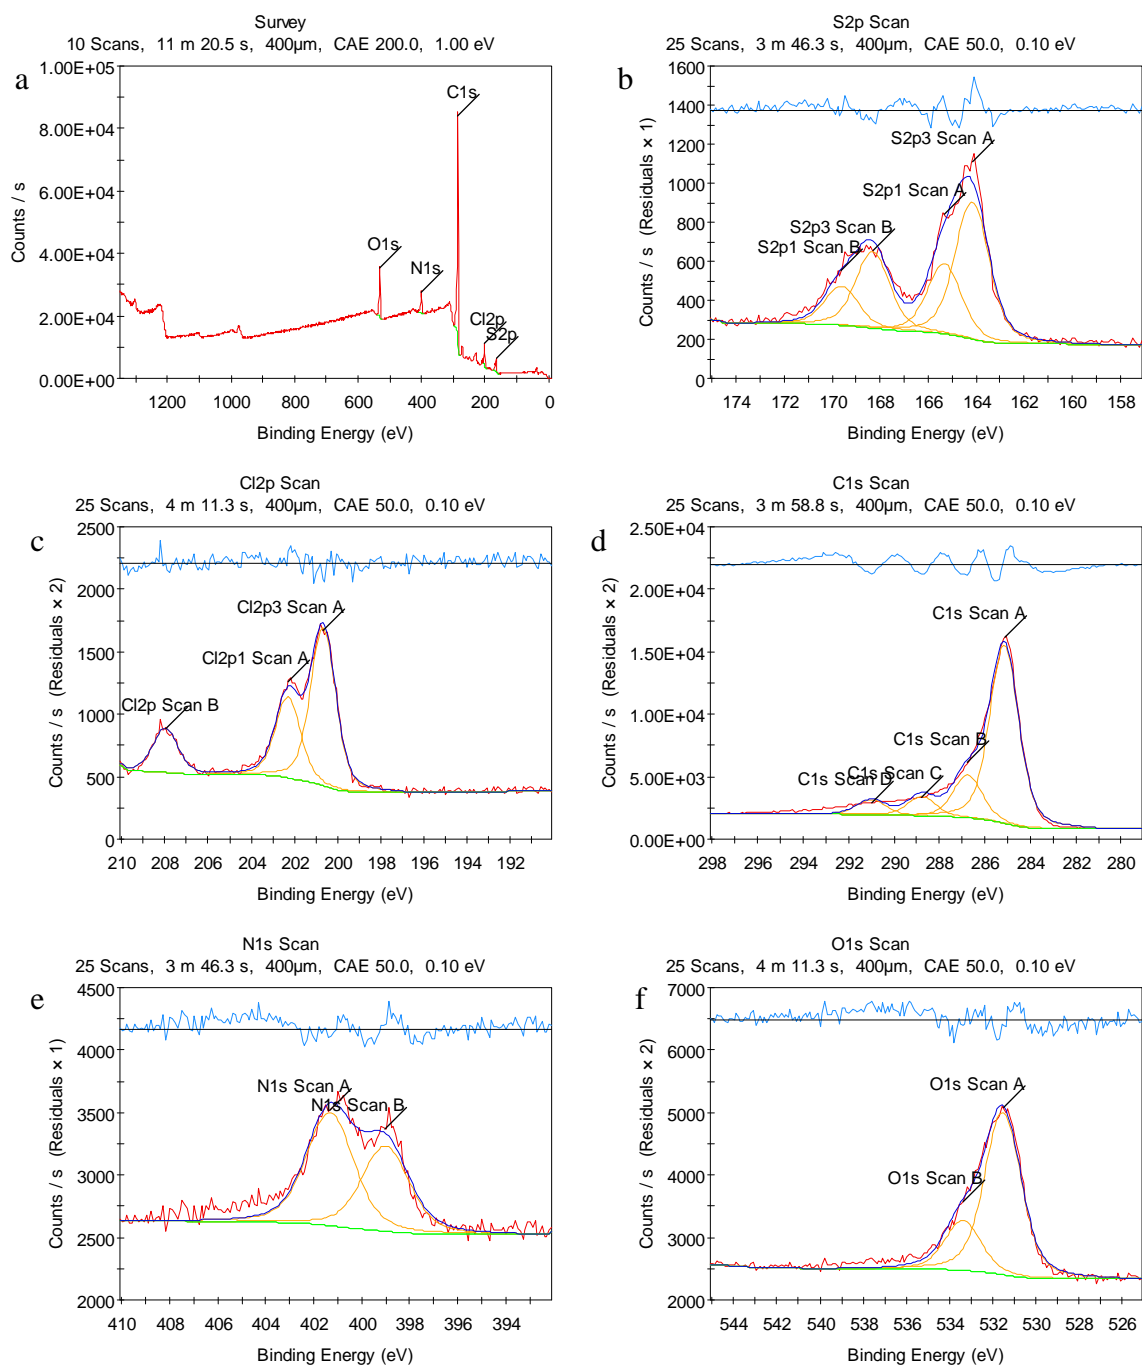 Survey
10 Scans, 11 m 20.5 s, 400µm, CAE 200.0, 1.00 eV
a
1.00E+05
8.00E+04
6.00E+04
4.00E+04
2.00E+04
0.00E+00
Counts / s
C1s
O1s
N1s
Cl2p
S2p
1200 1000 800 600 400 200 0
Binding Energy (eV)
S2p Scan
25 Scans, 3 m 46.3 s, 400µm, CAE 50.0, 0.10 eV
b
1600
1400
1200
1000
800
600
400
200
0
Counts / s (Residuals × 1)
S2p3 Scan A
S2p1 Scan A
S2p3 Scan B
S2p1 Scan B
174 172 170 168 166 164 162 160 158
Binding Energy (eV)
Cl2p Scan
25 Scans, 4 m 11.3 s, 400µm, CAE 50.0, 0.10 eV
c
2500
2000
1500
1000
500
0
Counts / s (Residuals × 2)
Cl2p3 Scan A
Cl2p1 Scan A
Cl2p Scan B
210 208 206 204 202 200 198 196 194 192
Binding Energy (eV)
C1s Scan
25 Scans, 3 m 58.8 s, 400µm, CAE 50.0, 0.10 eV
d
2.50E+04
2.00E+04
1.50E+04
1.00E+04
5.00E+03
0.00E+00
Counts / s (Residuals × 2)
C1s Scan A
C1s Scan B
C1s Scan C
C1s Scan D
298 296 294 292 290 288 286 284 282 280
Binding Energy (eV)
N1s Scan
25 Scans, 3 m 46.3 s, 400µm, CAE 50.0, 0.10 eV
e
4500
4000
3500
3000
2500
2000
Counts / s (Residuals × 1)
N1s Scan A
N1s Scan B
410 408 406 404 402 400 398 396 394
Binding Energy (eV)
O1s Scan
25 Scans, 4 m 11.3 s, 400µm, CAE 50.0, 0.10 eV
f
7000
6000
5000
4000
3000
2000
Counts / s (Residuals × 2)
O1s Scan A
O1s Scan B
544 542 540 538 536 534 532 530 528 526
Binding Energy (eV)